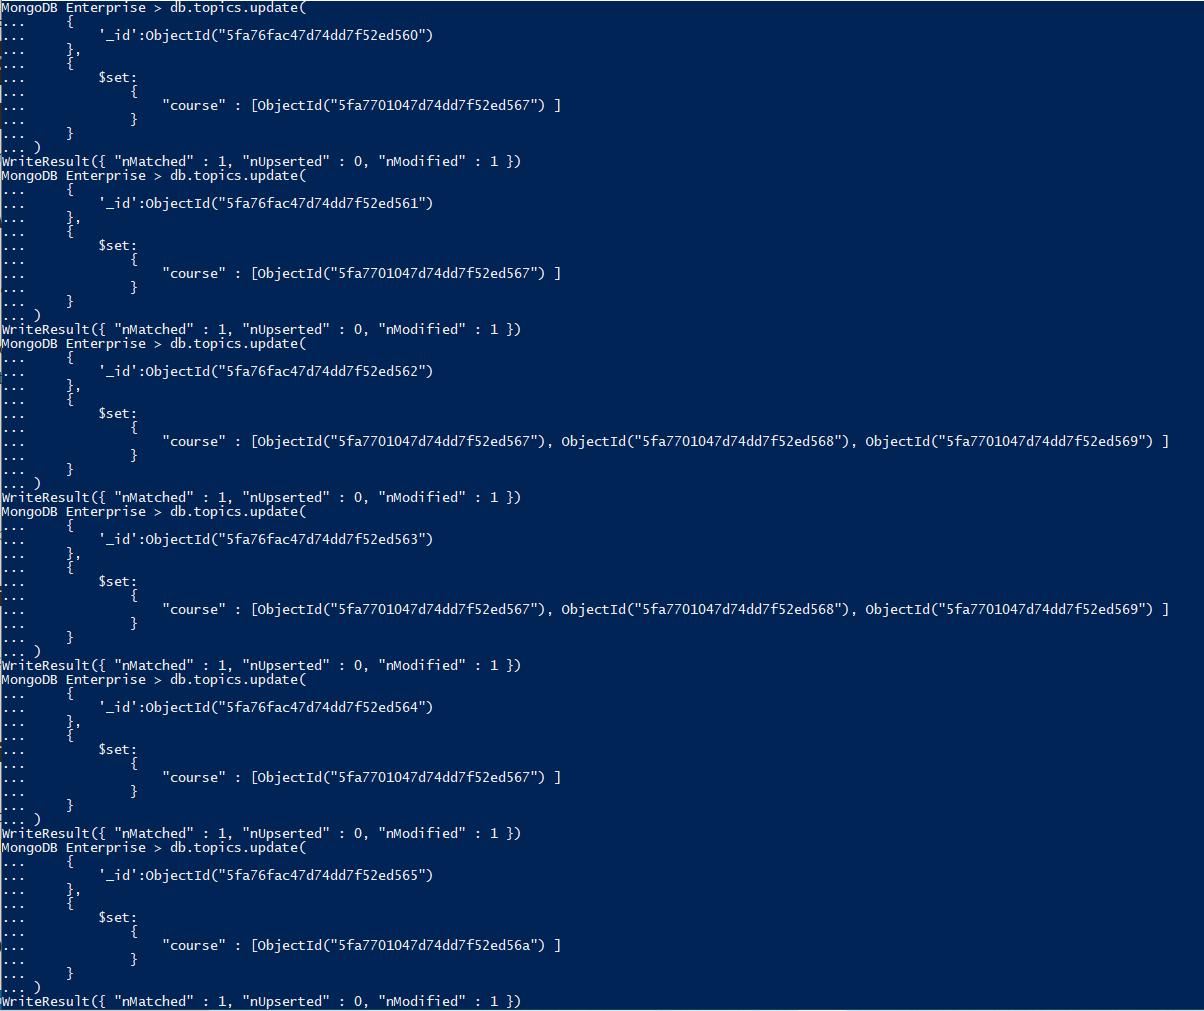 MongoDB Enterprise > db.topics.update(
...     {
...         '_id':ObjectId("5fa76fac47d74dd7f52ed560")
...     },
...     {
...         $set:
...             {
...                 "course" : [ObjectId("5fa7701047d74dd7f52ed567") ]
...             }
...     }
... )
WriteResult({ "nMatched" : 1, "nUpserted" : 0, "nModified" : 1 })
MongoDB Enterprise > db.topics.update(
...     {
...         '_id':ObjectId("5fa76fac47d74dd7f52ed561")
...     },
...     {
...         $set:
...             {
...                 "course" : [ObjectId("5fa7701047d74dd7f52ed567") ]
...             }
...     }
... )
WriteResult({ "nMatched" : 1, "nUpserted" : 0, "nModified" : 1 })
MongoDB Enterprise > db.topics.update(
...     {
...         '_id':ObjectId("5fa76fac47d74dd7f52ed562")
...     },
...     {
...         $set:
...             {
...                 "course" : [ObjectId("5fa7701047d74dd7f52ed567"), ObjectId("5fa7701047d74dd7f52ed568"), ObjectId("5fa7701047d74dd7f52ed569") ]
...             }
...     }
... )
WriteResult({ "nMatched" : 1, "nUpserted" : 0, "nModified" : 1 })
MongoDB Enterprise > db.topics.update(
...     {
...         '_id':ObjectId("5fa76fac47d74dd7f52ed563")
...     },
...     {
...         $set:
...             {
...                 "course" : [ObjectId("5fa7701047d74dd7f52ed567"), ObjectId("5fa7701047d74dd7f52ed568"), ObjectId("5fa7701047d74dd7f52ed569") ]
...             }
...     }
... )
WriteResult({ "nMatched" : 1, "nUpserted" : 0, "nModified" : 1 })
MongoDB Enterprise > db.topics.update(
...     {
...         '_id':ObjectId("5fa76fac47d74dd7f52ed564")
...     },
...     {
...         $set:
...             {
...                 "course" : [ObjectId("5fa7701047d74dd7f52ed567") ]
...             }
...     }
... )
WriteResult({ "nMatched" : 1, "nUpserted" : 0, "nModified" : 1 })
MongoDB Enterprise > db.topics.update(
...     {
...         '_id':ObjectId("5fa76fac47d74dd7f52ed565")
...     },
...     {
...         $set:
...             {
...                 "course" : [ObjectId("5fa7701047d74dd7f52ed56a") ]
...             }
...     }
... )
WriteResult({ "nMatched" : 1, "nUpserted" : 0, "nModified" : 1 })